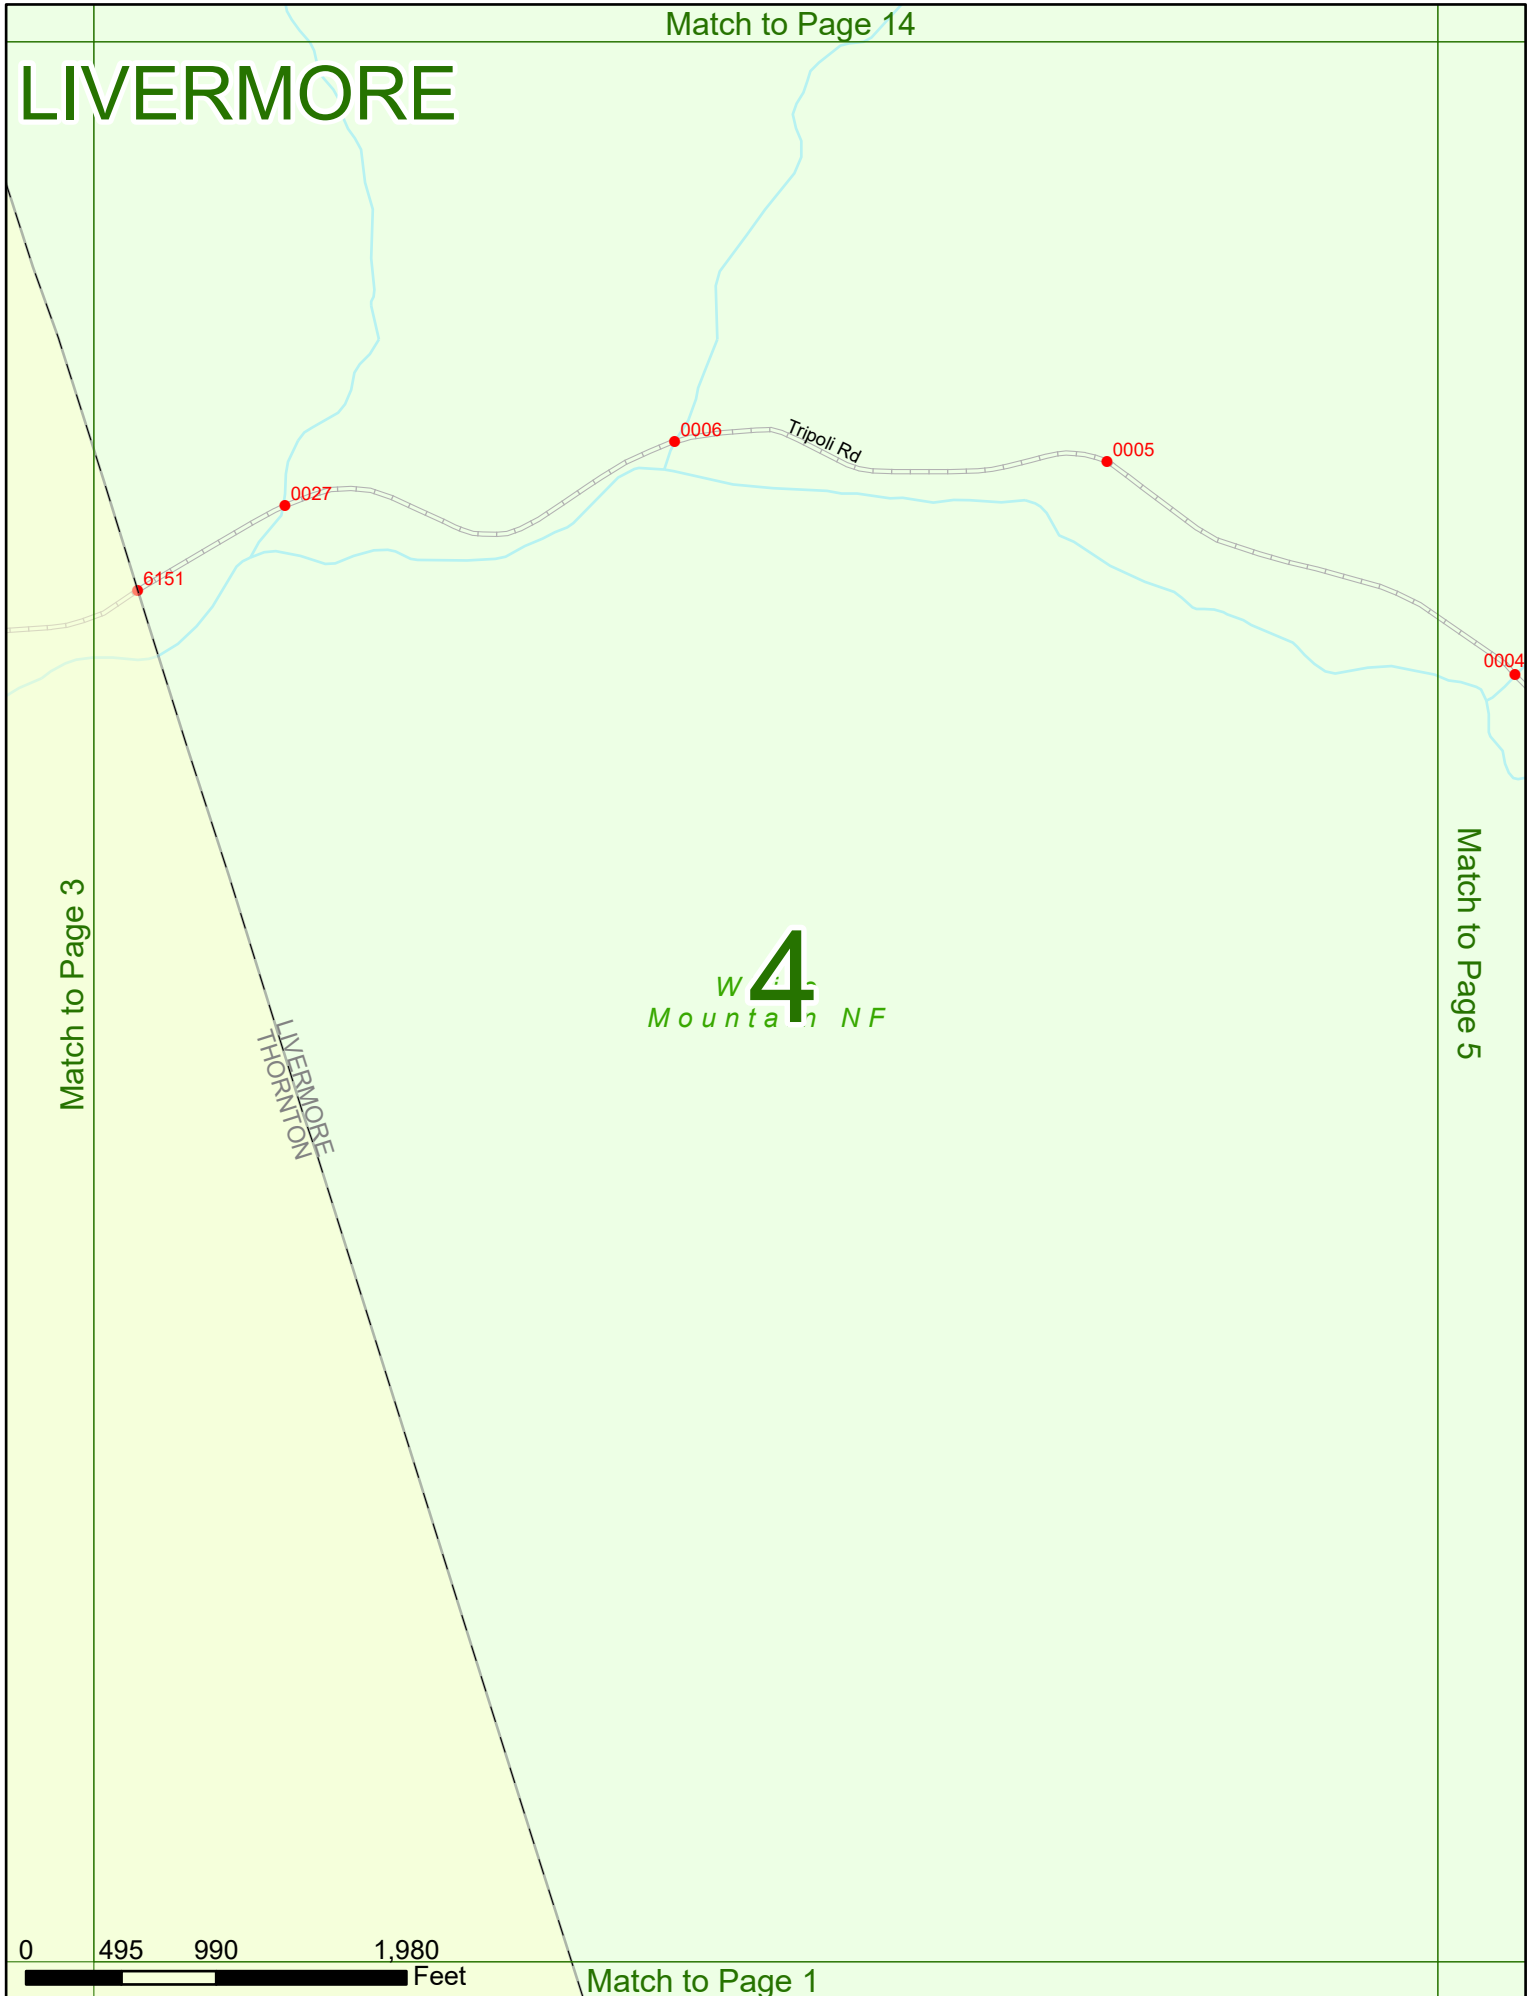 Match to Page 14
LIVERMORE
0006
Tripoli Rd
0005
0027
6151
0004
Match to Page 3
Match to Page 5
4
Mountain NF
LIVERMORE
THORNTON
0 495 990 1,980
Feet
Match to Page 1